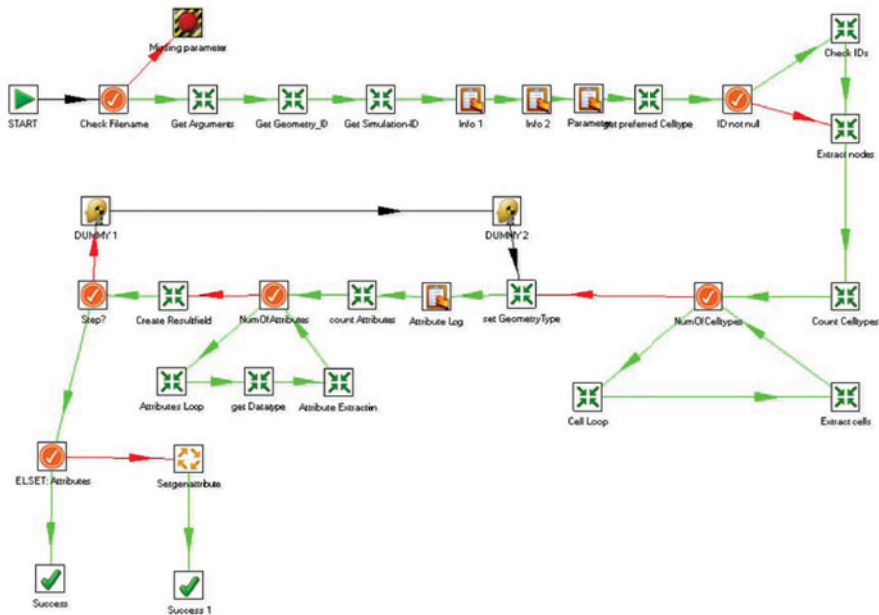 Missing parameter
Check IDs
START
Check Filename
Get Arguments
Get Geometry_ID
Get Simulation-ID
Info 1
Info 2
Parameter
get preferred Celltype
ID not null
Extract nodes
DUMMY 1
DUMMY 2
Step?
Create Resultfield
NumOfAttributes
count Attributes
Attribute Log
set GeometryType
NumOfCelltypes
Count Celltypes
Attributes Loop
get Datatype
Attribute Extraction
Cell Loop
Extract cells
ELSET: Attributes
Setgenattribute
Success
Success 1